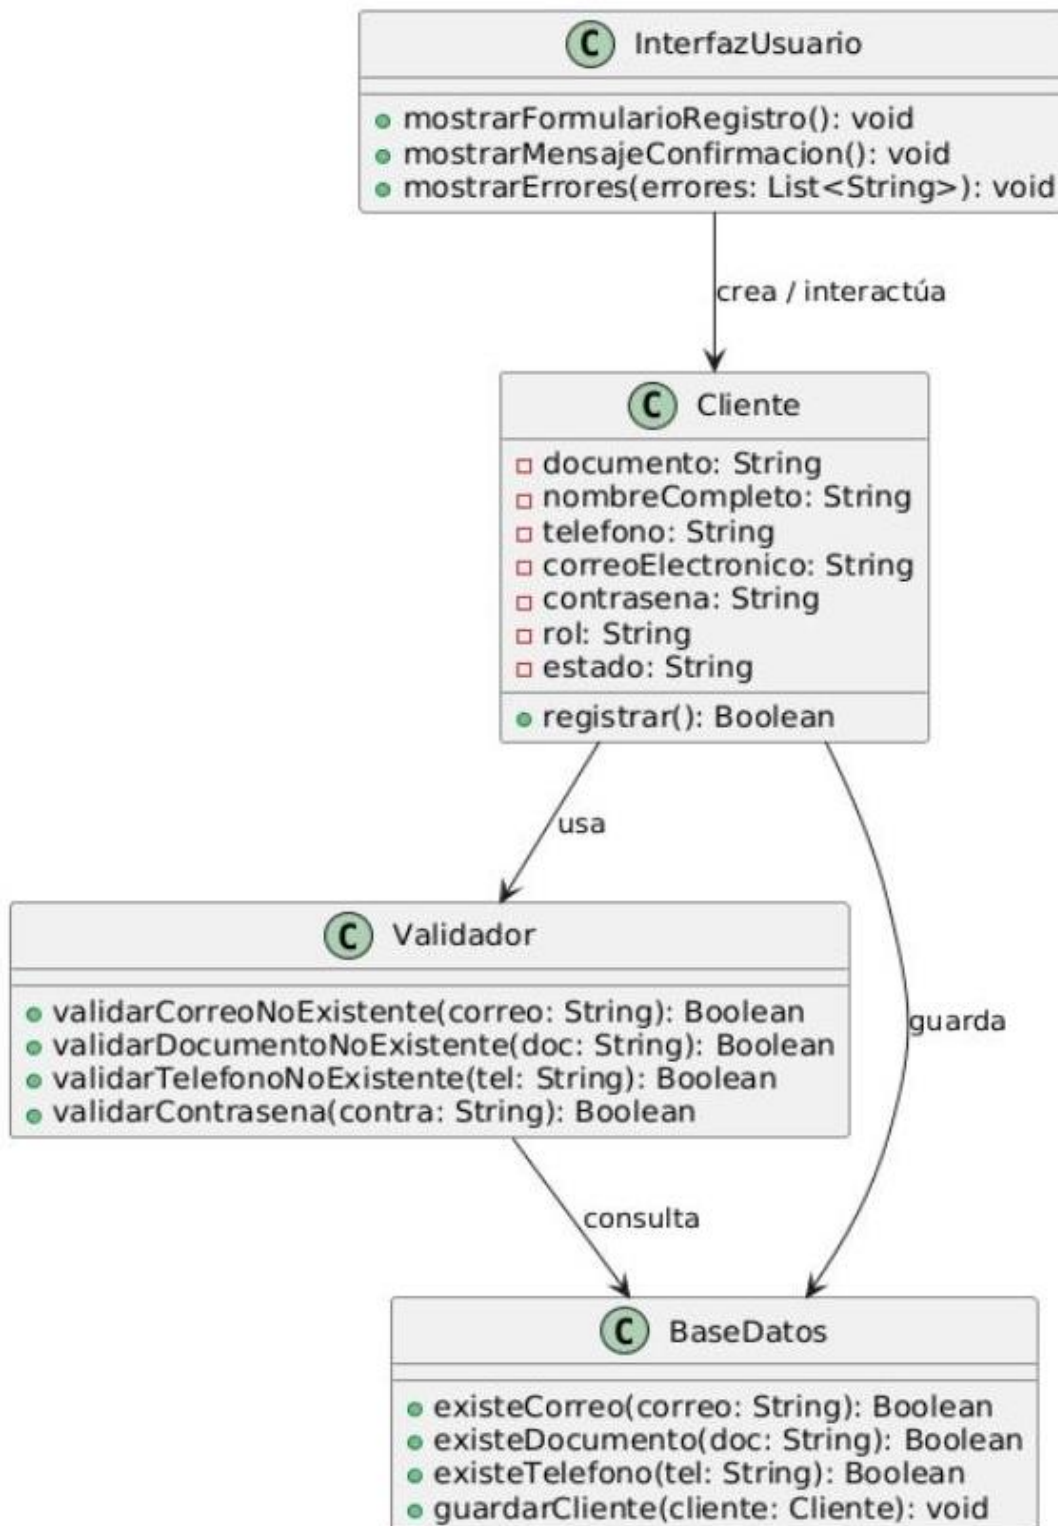 C InterfazUsuario
mostrarFormularioRegistro(): void
mostrarMensajeConfirmacion(): void
mostrarErrores(errores: List<String>): void
crea / interactúa
C Cliente
documento: String
nombreCompleto: String
telefono: String
correoElectronico: String
contrasena: String
rol: String
estado: String
registrar(): Boolean
usa
C Validador
validarCorreoNoExistente(correo: String): Boolean
validarDocumentoNoExistente(doc: String): Boolean
validarTelefonoNoExistente(tel: String): Boolean
validarContrasena(contra: String): Boolean
guarda
consulta
C BaseDatos
existeCorreo(correo: String): Boolean
existeDocumento(doc: String): Boolean
existeTelefono(tel: String): Boolean
guardarCliente(cliente: Cliente): void